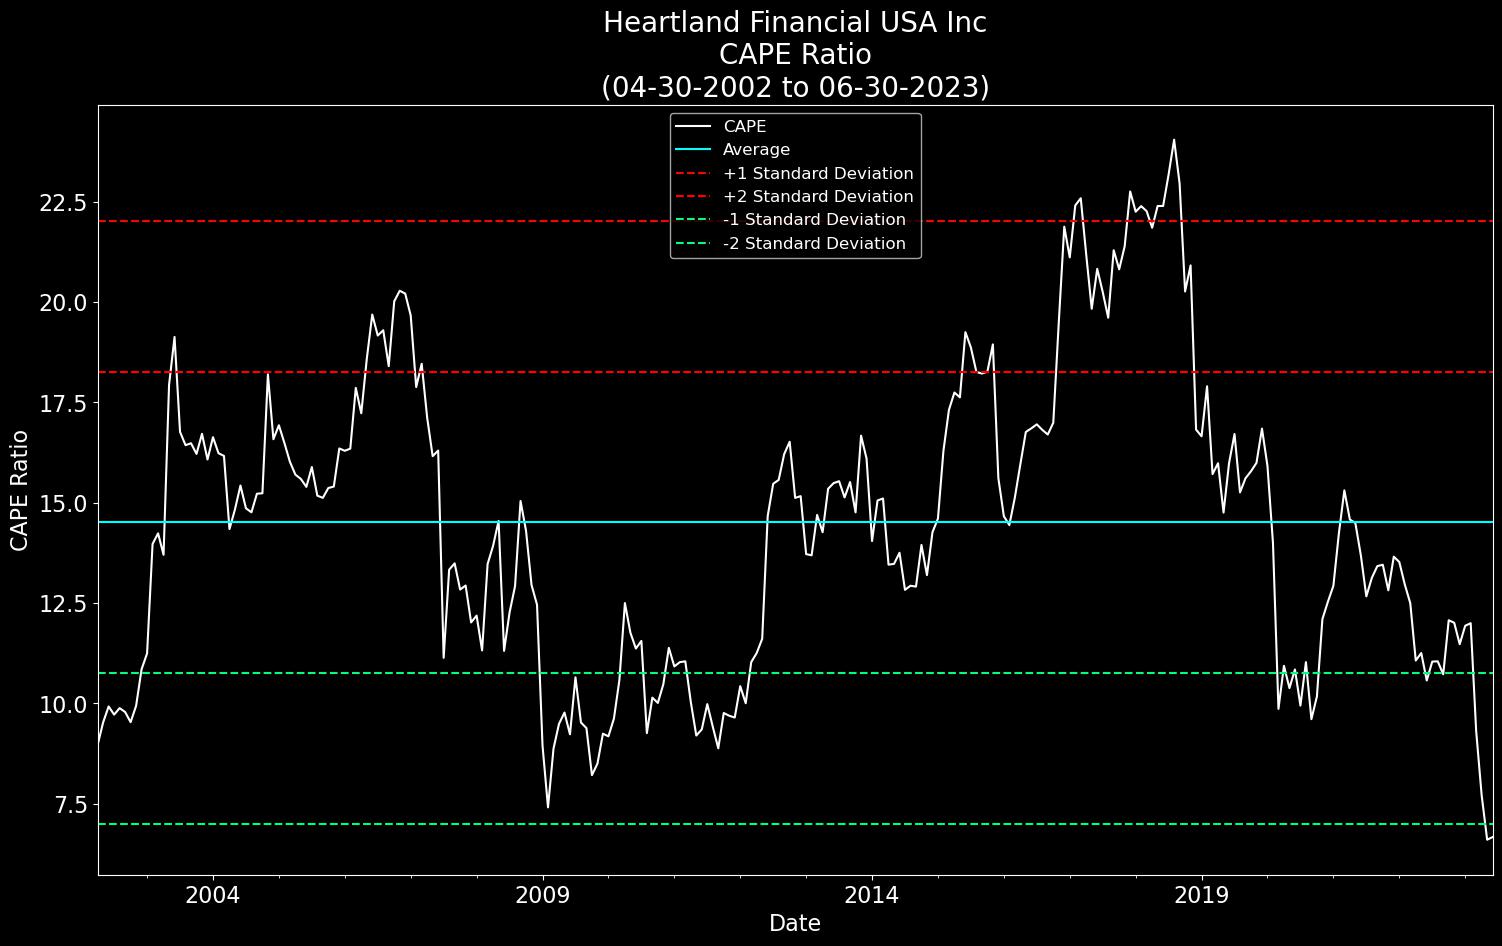 Heartland Financial USA Inc
CAPE Ratio
(04-30-2002 to 06-30-2023)
CAPE
Average
+1 Standard Deviation
+2 Standard Deviation
-1 Standard Deviation
-2 Standard Deviation
CAPE Ratio
22.5
20.0
17.5
15.0
12.5
10.0
7.5
2004
2009
2014
2019
Date